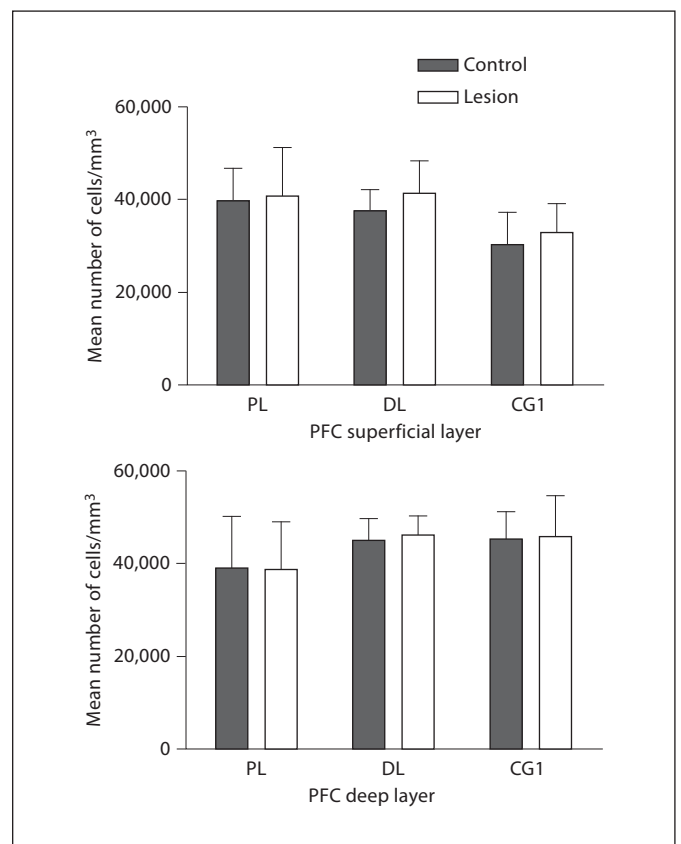 Control
Lesion
60,000
40,000
20,000
0
Mean number of cells/mm³
PL DL CG1
PFC superficial layer
60,000
40,000
20,000
0
Mean number of cells/mm³
PL DL CG1
PFC deep layer